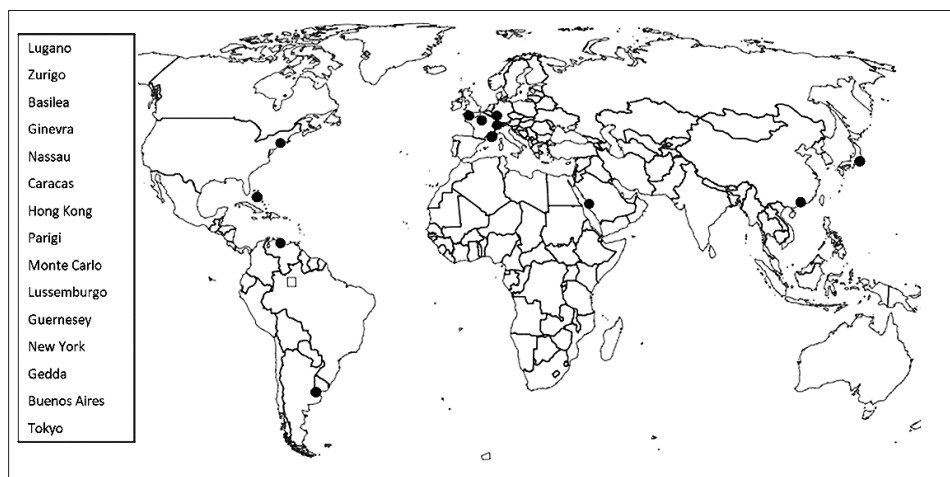 Lugano
Zurigo
Basilea
Ginevra
Nassau
Caracas
Hong Kong
Parigi
Monte Carlo
Lussemburgo
Guernesey
New York
Gedda
Buenos Aires
Tokyo